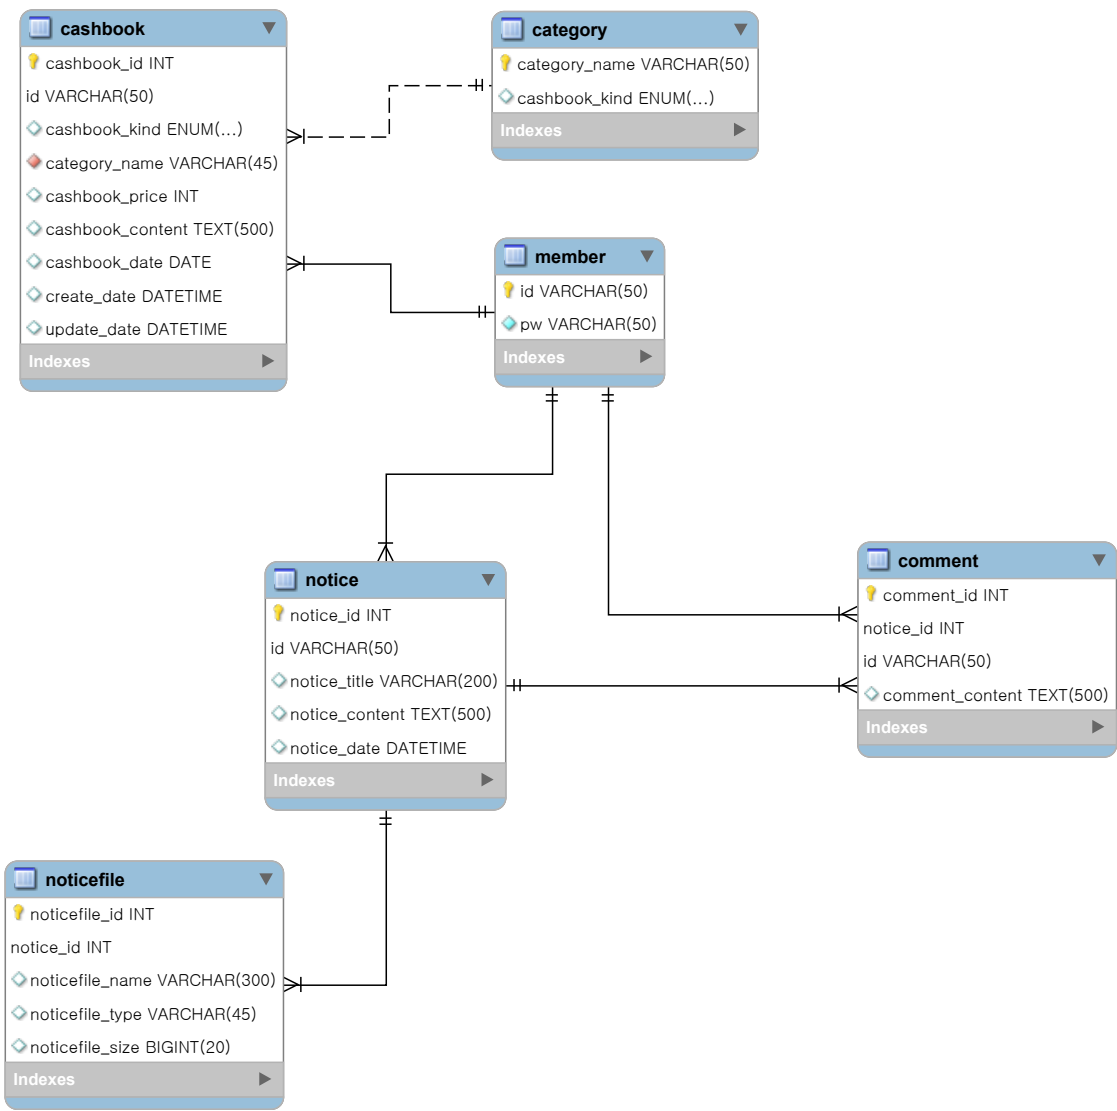 cashbook
cashbook_id INT
id VARCHAR(50)
cashbook_kind ENUM(...)
category_name VARCHAR(45)
cashbook_price INT
cashbook_content TEXT(500)
cashbook_date DATE
create_date DATETIME
update_date DATETIME
Indexes
category
category_name VARCHAR(50)
cashbook_kind ENUM(...)
Indexes
member
id VARCHAR(50)
pw VARCHAR(50)
Indexes
notice
notice_id INT
id VARCHAR(50)
notice_title VARCHAR(200)
notice_content TEXT(500)
notice_date DATETIME
Indexes
comment
comment_id INT
notice_id INT
id VARCHAR(50)
comment_content TEXT(500)
Indexes
noticefile
noticefile_id INT
notice_id INT
noticefile_name VARCHAR(300)
noticefile_type VARCHAR(45)
noticefile_size BIGINT(20)
Indexes